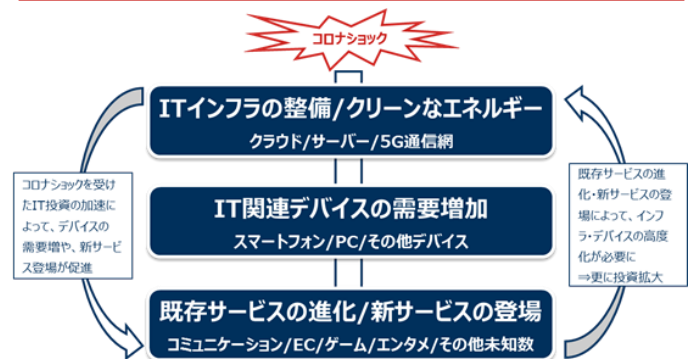 コロナショック
ITインフラの整備/クリーンなエネルギー
クラウド/サーバー/5G通信網
コロナショックを受け
たIT投資の加速に
よって、デバイスの
需要増や、新サービ
ス登場が促進
IT関連デバイスの需要増加
スマートフォン/PC/その他デバイス
既存サービスの進
化・新サービスの登
場によって、インフ
ラ・デバイスの高度
化が必要に
⇒更に投資拡大
既存サービスの進化/新サービスの登場
コミュニケーション/EC/ゲーム/エンタメ/その他未知数